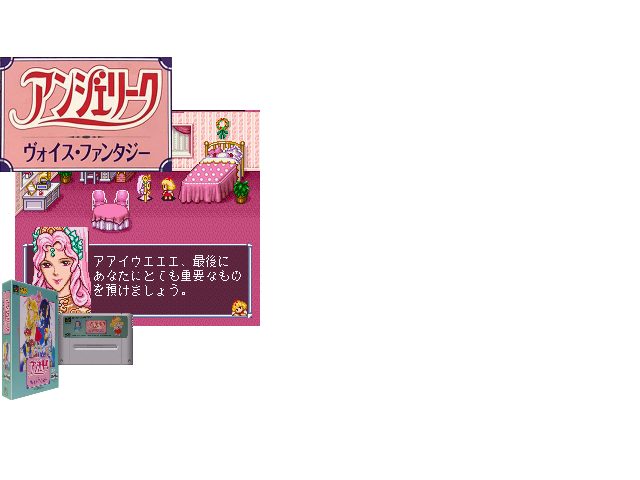 アンジェリーク
ヴォイス・ファンタジー
アアイウエエエ、最後に
あなたにとても重要なもの
を預けましょう。